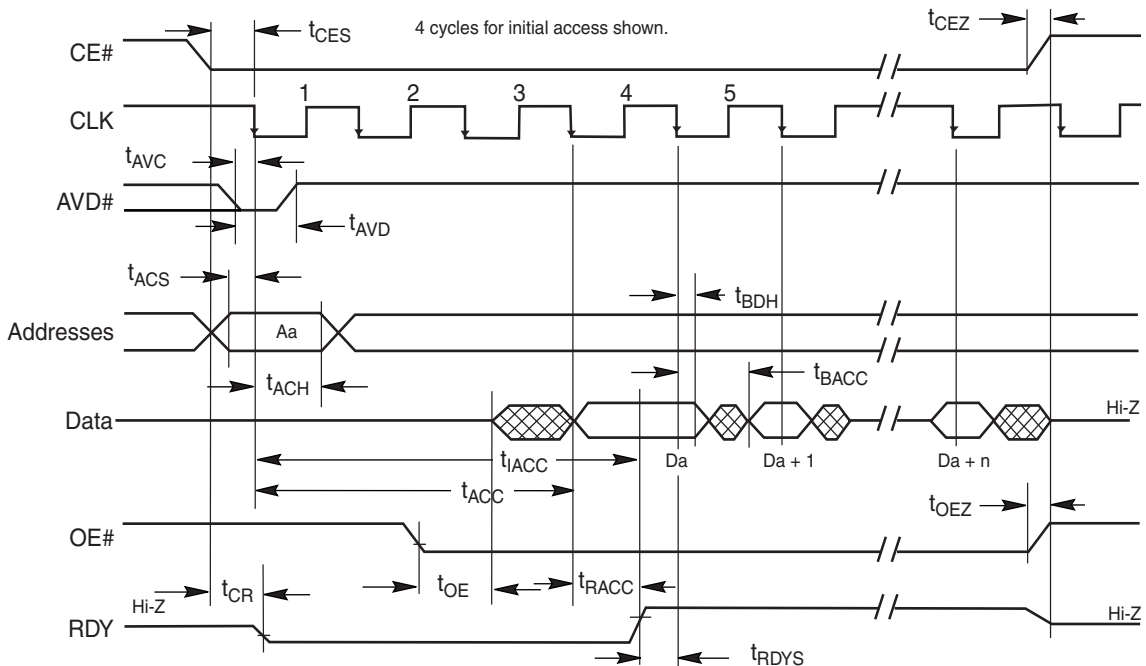 4 cycles for initial access shown.
tCES
tCEZ
CE#
1 2 3 4 5
CLK
tAVC
AVD#
tAVD
tACS
tBDH
Addresses
Aa
tACH
tBACC
Data
Hi-Z
tIACC
Da
Da + 1
Da + n
tACC
tOEZ
OE#
tCR
tOE
tRACC
Hi-Z
Hi-Z
RDY
tRDYS